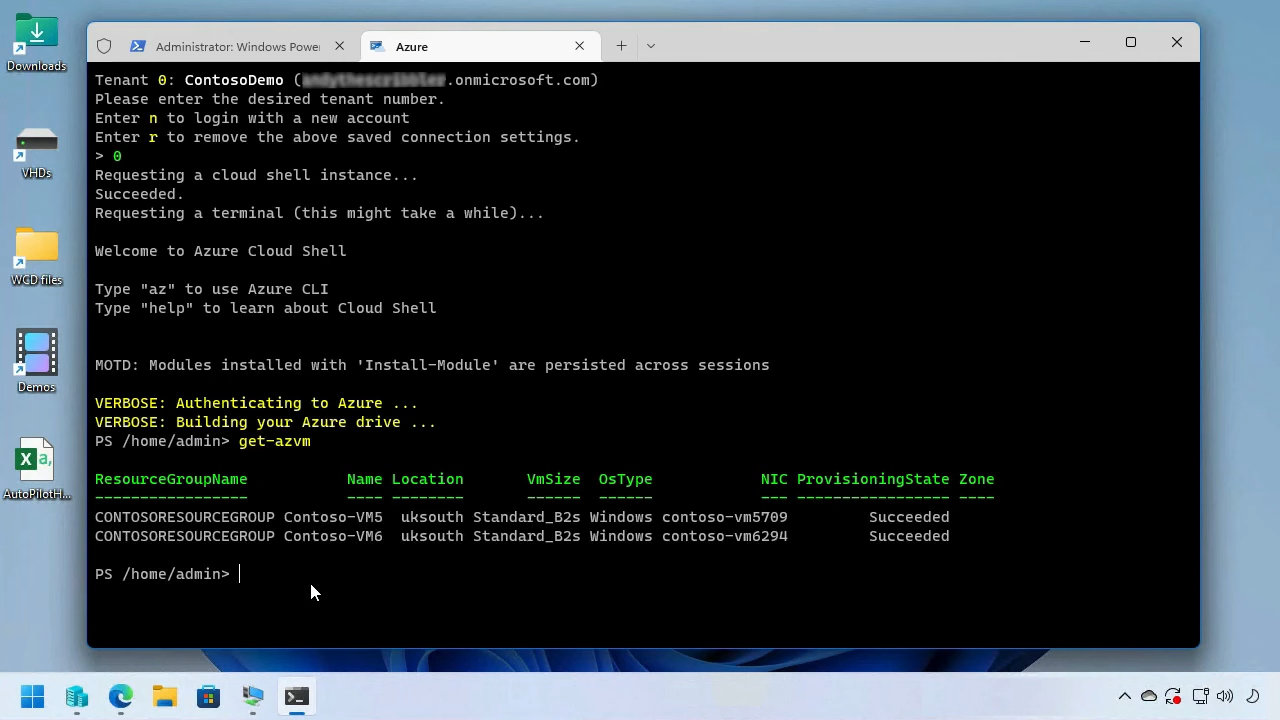 Downloads
VHDs
WCD files
Demos
AutoPilotH...
Administrator: Windows Power
Azure
Tenant 0: ContosoDemo (.onmicrosoft.com)
Please enter the desired tenant number.
Enter n to login with a new account
Enter r to remove the above saved connection settings.
> 0
Requesting a cloud shell instance...
Succeeded.
Requesting a terminal (this might take a while)...
Welcome to Azure Cloud Shell
Type "az" to use Azure CLI
Type "help" to learn about Cloud Shell
MOTD: Modules installed with 'Install-Module' are persisted across sessions
VERBOSE: Authenticating to Azure ...
VERBOSE: Building your Azure drive ...
PS /home/admin> get-azvm
ResourceGroupName Name Location VmSize OsType NIC ProvisioningState Zone
----------------- ---- -------- ------ ------ --- ----------------- ----
CONTOSORESOURCEGROUP Contoso-VM5 uksouth Standard_B2s Windows contoso-vm5709 Succeeded
CONTOSORESOURCEGROUP Contoso-VM6 uksouth Standard_B2s Windows contoso-vm6294 Succeeded
PS /home/admin>